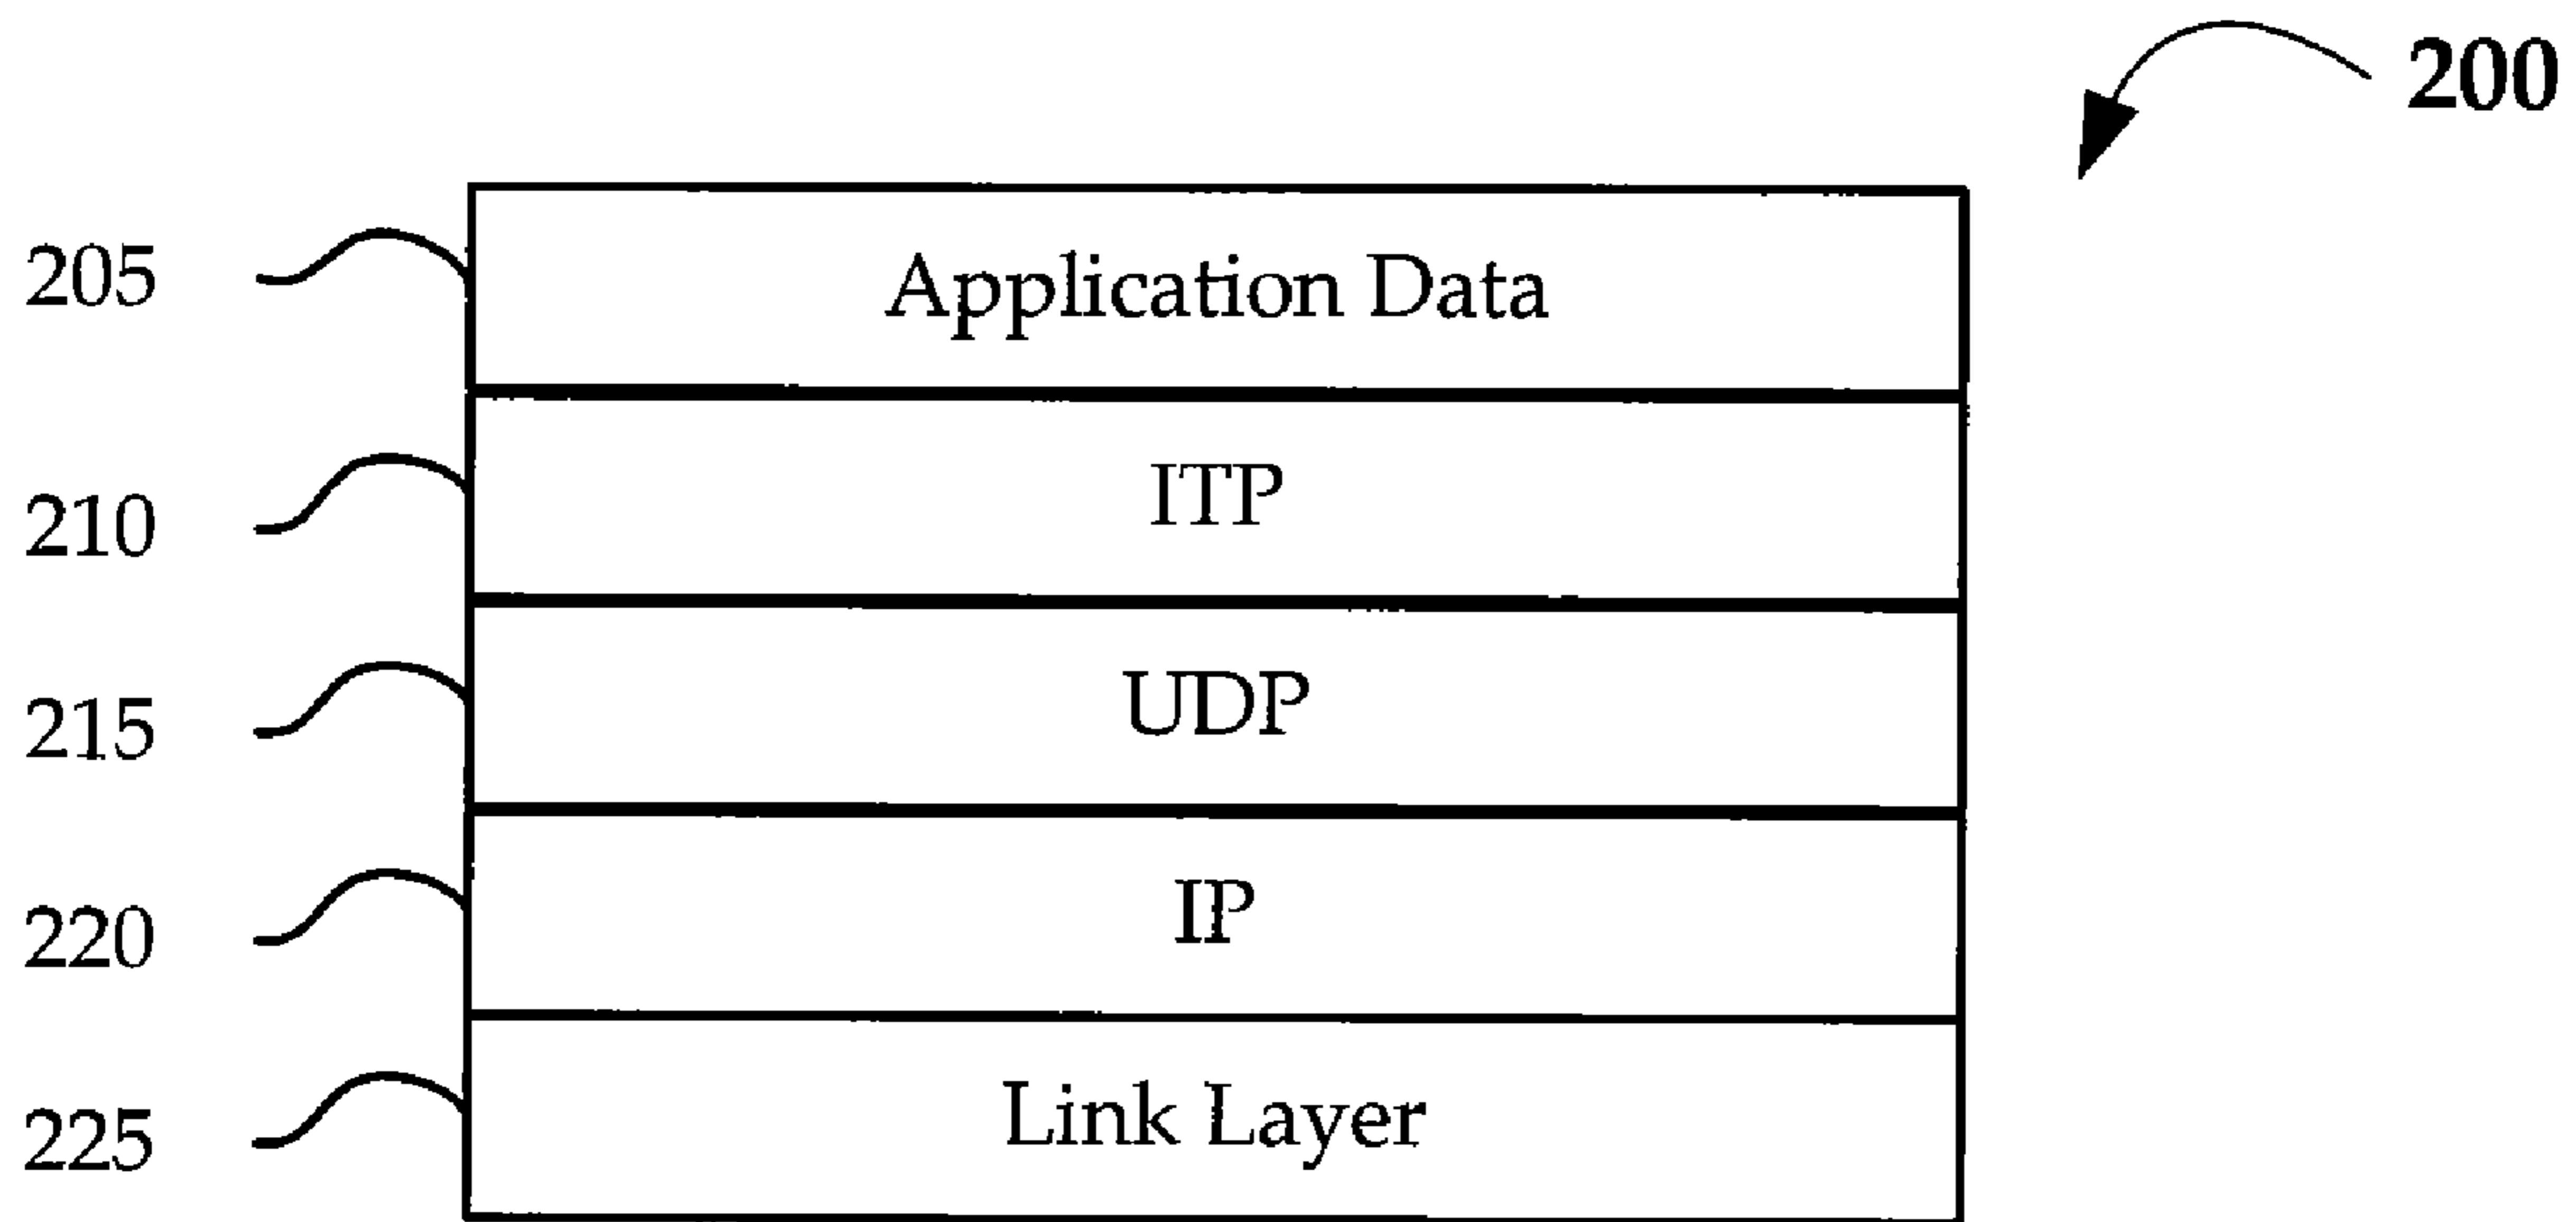 200
205 Application Data
210 ITP
215 UDP
220 IP
225 Link Layer